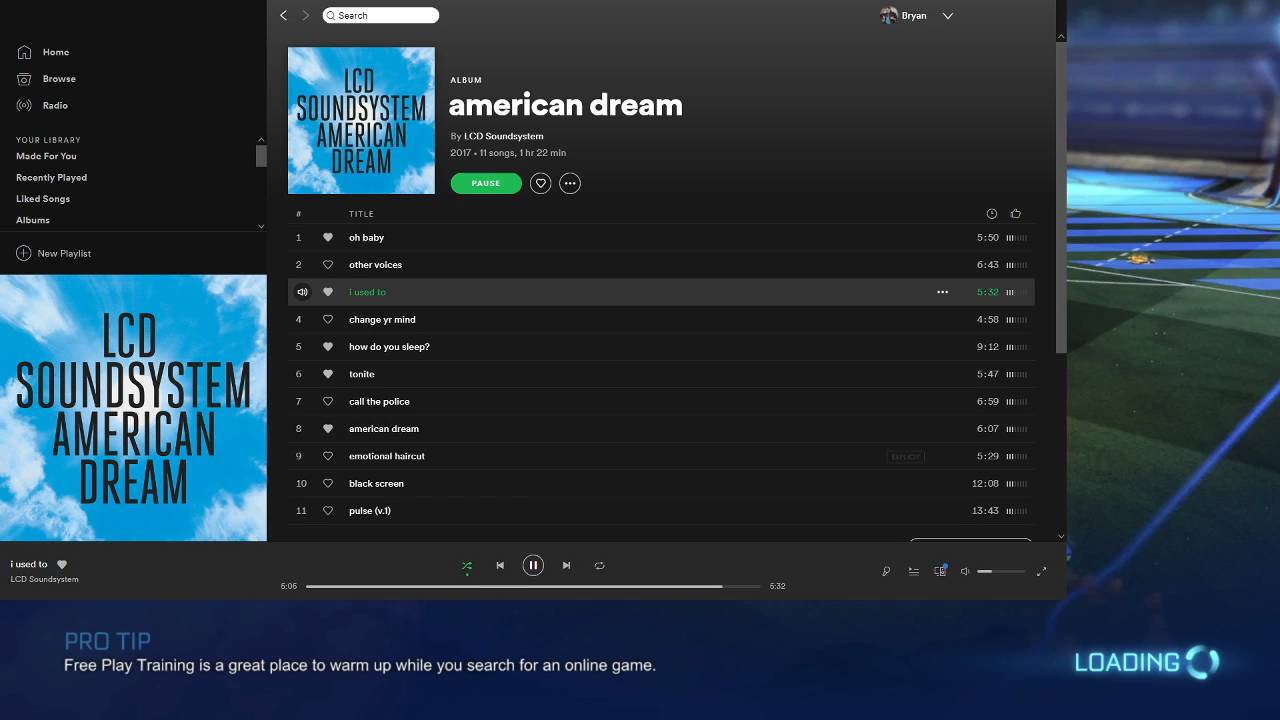 Search
Bryan
Home
Browse
Radio
YOUR LIBRARY
Made For You
Recently Played
Liked Songs
Albums
New Playlist
LCD
SOUNDSYSTEM
AMERICAN
DREAM
ALBUM
american dream
By LCD Soundsystem
2017 • 11 songs, 1 hr 22 min
PAUSE
# TITLE
1 oh baby 5:50
2 other voices 6:43
i used to 5:32
4 change yr mind 4:58
5 how do you sleep? 9:12
6 tonite 5:47
7 call the police 6:59
8 american dream 6:07
9 emotional haircut EXPLICIT 5:29
10 black screen 12:08
11 pulse (v.1) 13:43
LCD
SOUNDSYSTEM
AMERICAN
DREAM
i used to
LCD Soundsystem
5:06 5:32
PRO TIP
Free Play Training is a great place to warm up while you search for an online game.
LOADING